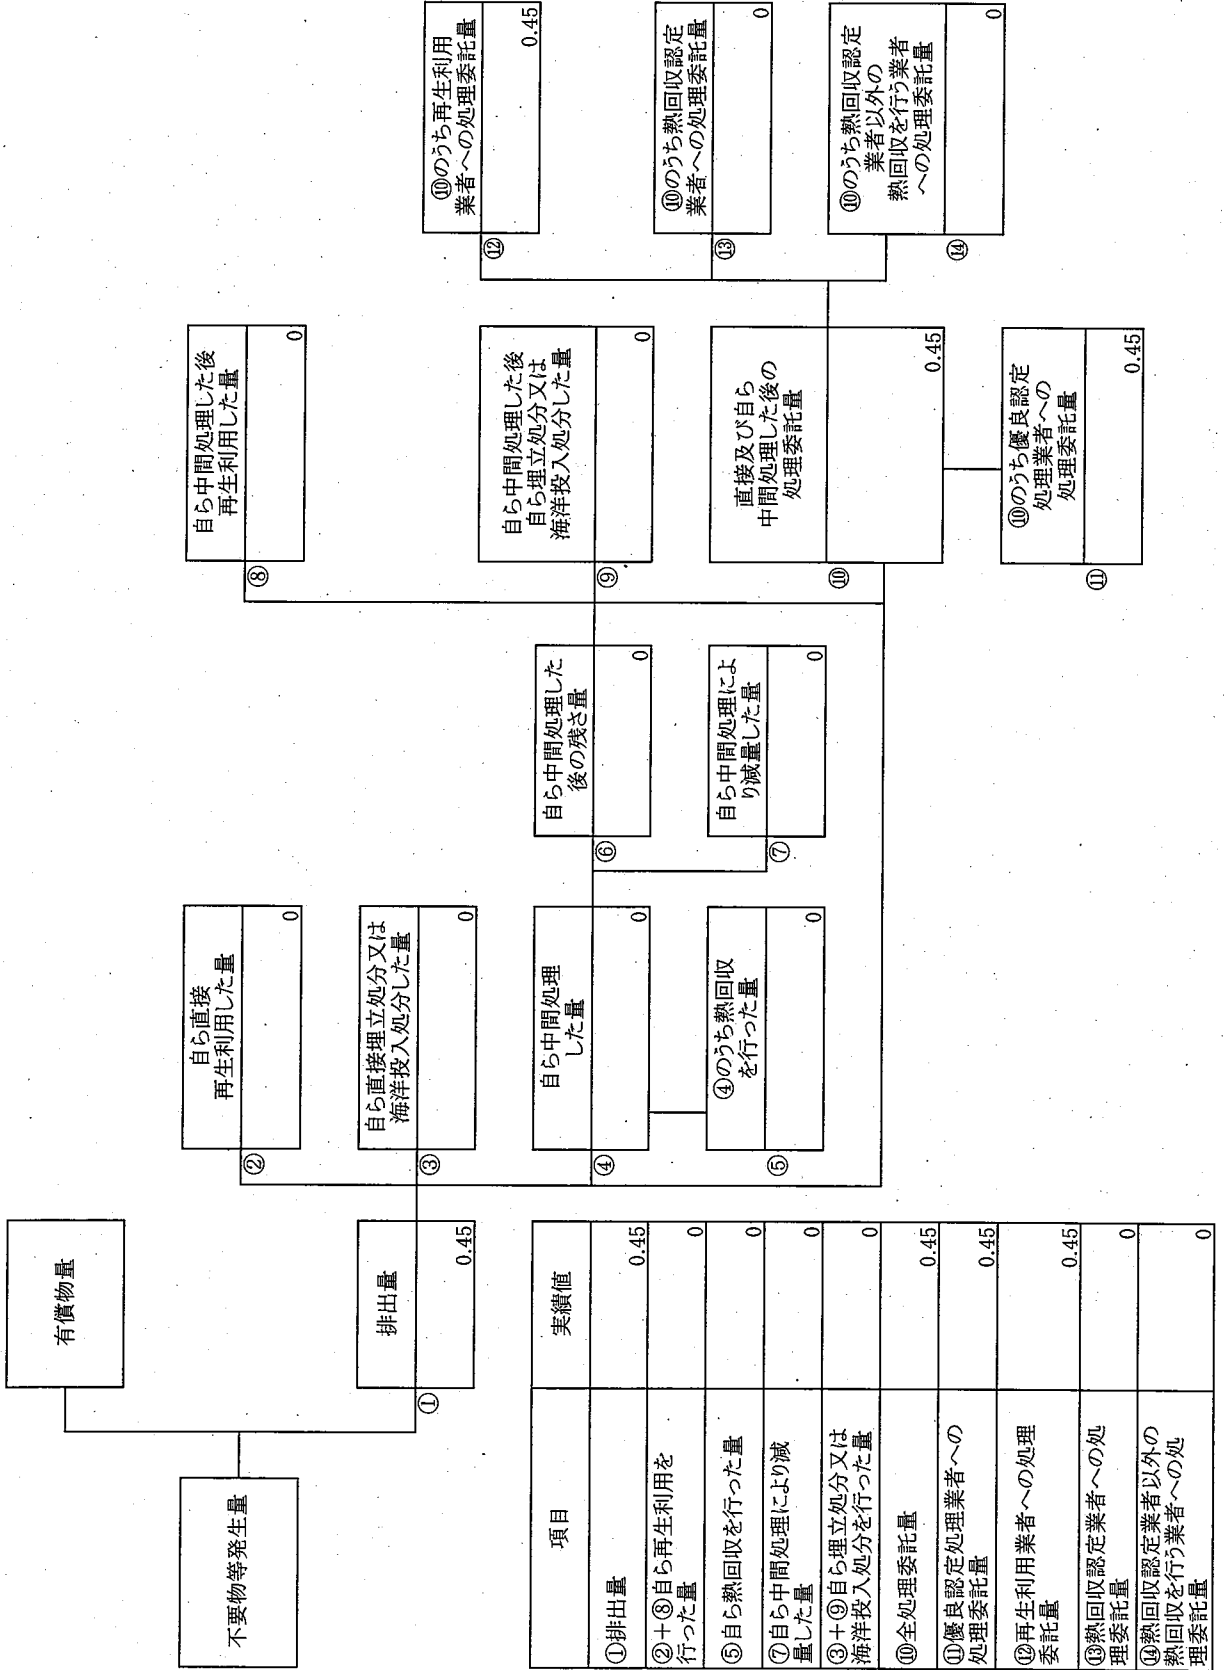 不要物等発生量
有償物量
①
排出量
0.45
②
自ら直接
再生利用した量
0
③
自ら直接埋立処分又は
海洋投入処分した量
0
④
自ら中間処理
した量
0
⑤
④のうち熱回収
を行った量
0
⑥
自ら中間処理した
後の残さ量
0
⑦
自ら中間処理によ
り減量した量
0
⑧
自ら中間処理した後
再生利用した量
0
⑨
自ら中間処理した後
自ら埋立処分又は
海洋投入処分した量
0
⑩
直接及び自ら
中間処理した後の
処理委託量
0.45
⑪
⑩のうち優良認定
処理業者への
処理委託量
0.45
⑫
⑩のうち再生利用
業者への処理委託量
0.45
⑬
⑩のうち熱回収認定
業者への処理委託量
0
⑭
⑩のうち熱回収認定
業者以外の
熱回収を行う業者
への処理委託量
0
項目 実績値
①排出量 0.45
②+⑧自ら再生利用を
行った量 0
⑤自ら熱回収を行った量 0
⑦自ら中間処理により減
量した量 0
③+⑨自ら埋立処分又は
海洋投入処分を行った量 0
⑩全処理委託量 0.45
⑪優良認定処理業者への
処理委託量 0.45
⑫再生利用業者への処理
委託量 0.45
⑬熱回収認定業者への処
理委託量 0
⑭熱回収認定業者以外の
熱回収を行う業者への処
理委託量 0